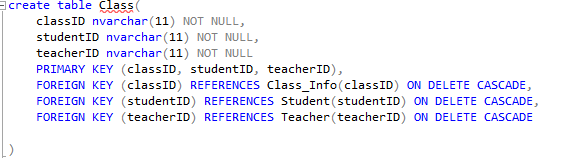 create table Class(
classID nvarchar(11) NOT NULL,
studentID nvarchar(11) NOT NULL,
teacherID nvarchar(11) NOT NULL
PRIMARY KEY (classID, studentID, teacherID),
FOREIGN KEY (classID) REFERENCES Class_Info(classID) ON DELETE CASCADE,
FOREIGN KEY (studentID) REFERENCES Student(studentID) ON DELETE CASCADE,
FOREIGN KEY (teacherID) REFERENCES Teacher(teacherID) ON DELETE CASCADE
)